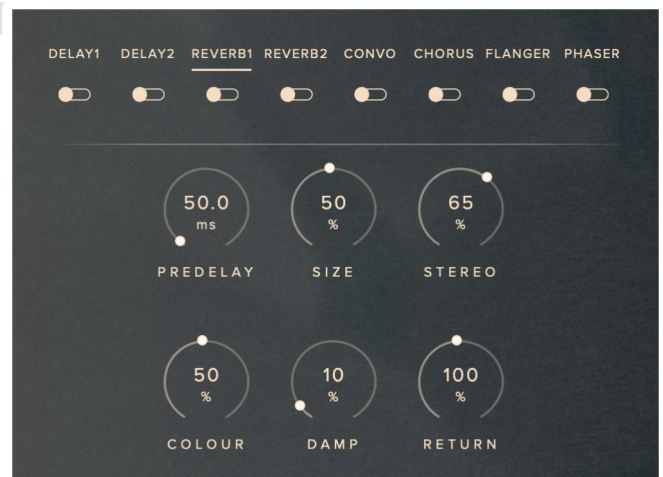 DELAY1 DELAY2 REVERB1 REVERB2 CONVO CHORUS FLANGER PHASER
50.0 50 65
ms % %
PREDELAY SIZE STEREO
50 10 100
% % %
COLOUR DAMP RETURN